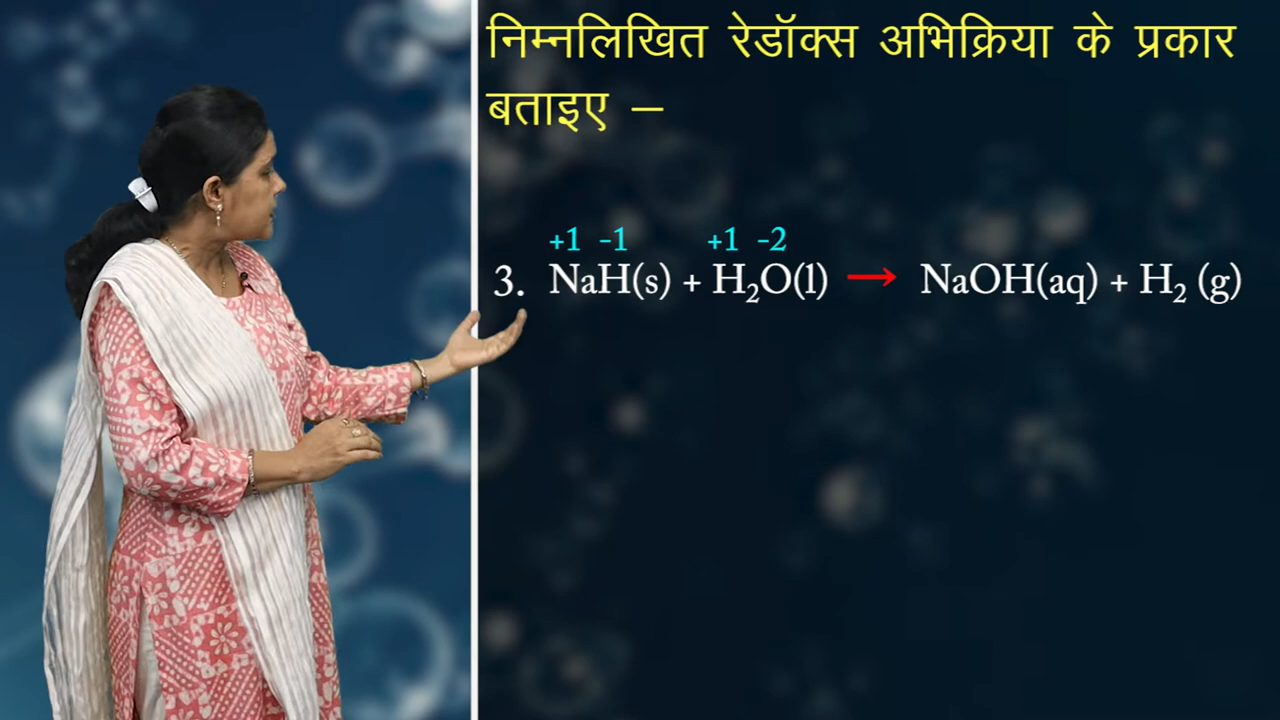 निम्नलिखित रेडॉक्स अभिक्रिया के प्रकार
बताइए –
+1 -1 +1 -2
3. NaH(s) + H₂O(l) → NaOH(aq) + H₂ (g)